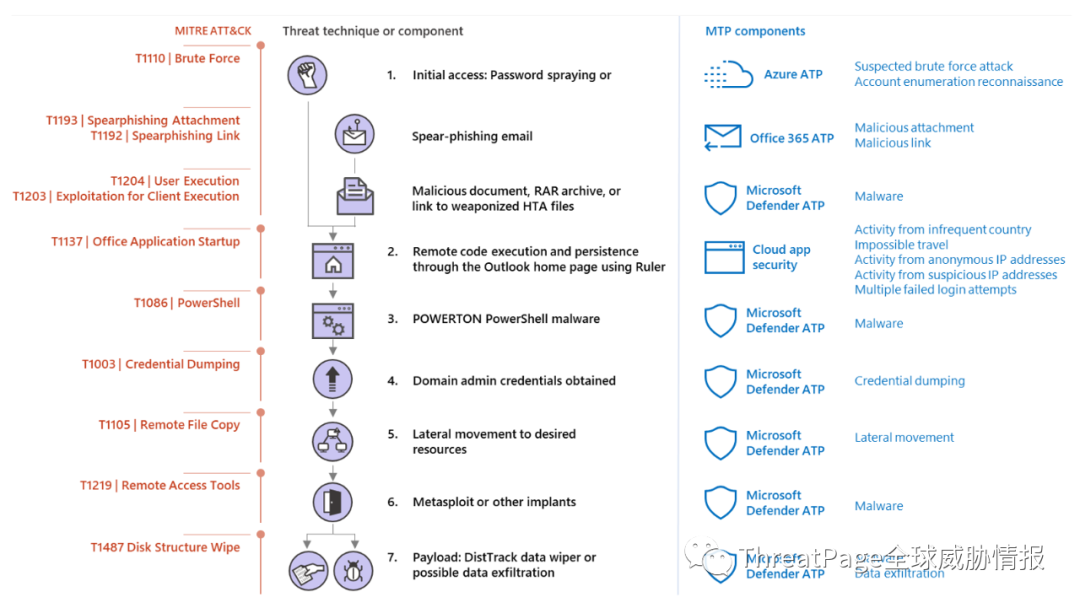 MITRE ATT&CK
Threat technique or component
MTP components
T1110 | Brute Force
1. Initial access: Password spraying or
Azure ATP
Suspected brute force attack
Account enumeration reconnaissance
T1193 | Spearphishing Attachment
T1192 | Spearphishing Link
Spear-phishing email
Office 365 ATP
Malicious attachment
Malicious link
T1204 | User Execution
T1203 | Exploitation for Client Execution
Malicious document, RAR archive, or
link to weaponized HTA files
Microsoft
Defender ATP
Malware
T1137 | Office Application Startup
2. Remote code execution and persistence
through the Outlook home page using Ruler
Cloud app
security
Activity from infrequent country
Impossible travel
Activity from anonymous IP addresses
Activity from suspicious IP addresses
Multiple failed login attempts
T1086 | PowerShell
3. POWERTON PowerShell malware
Microsoft
Defender ATP
Malware
T1003 | Credential Dumping
4. Domain admin credentials obtained
Microsoft
Defender ATP
Credential dumping
T1105 | Remote File Copy
5. Lateral movement to desired
resources
Microsoft
Defender ATP
Lateral movement
T1219 | Remote Access Tools
6. Metasploit or other implants
Microsoft
Defender ATP
Malware
T1487 Disk Structure Wipe
7. Payload: DistTrack data wiper or
possible data exfiltration
Microsoft
Defender ATP
Data exfiltration
ThreatPage全球威胁情报